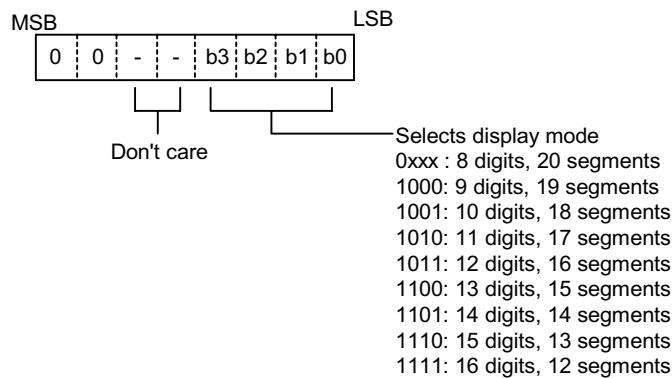 MSB LSB
0 0 - - b3 b2 b1 b0
Don't care
Selects display mode
0xxx : 8 digits, 20 segments
1000: 9 digits, 19 segments
1001: 10 digits, 18 segments
1010: 11 digits, 17 segments
1011: 12 digits, 16 segments
1100: 13 digits, 15 segments
1101: 14 digits, 14 segments
1110: 15 digits, 13 segments
1111: 16 digits, 12 segments